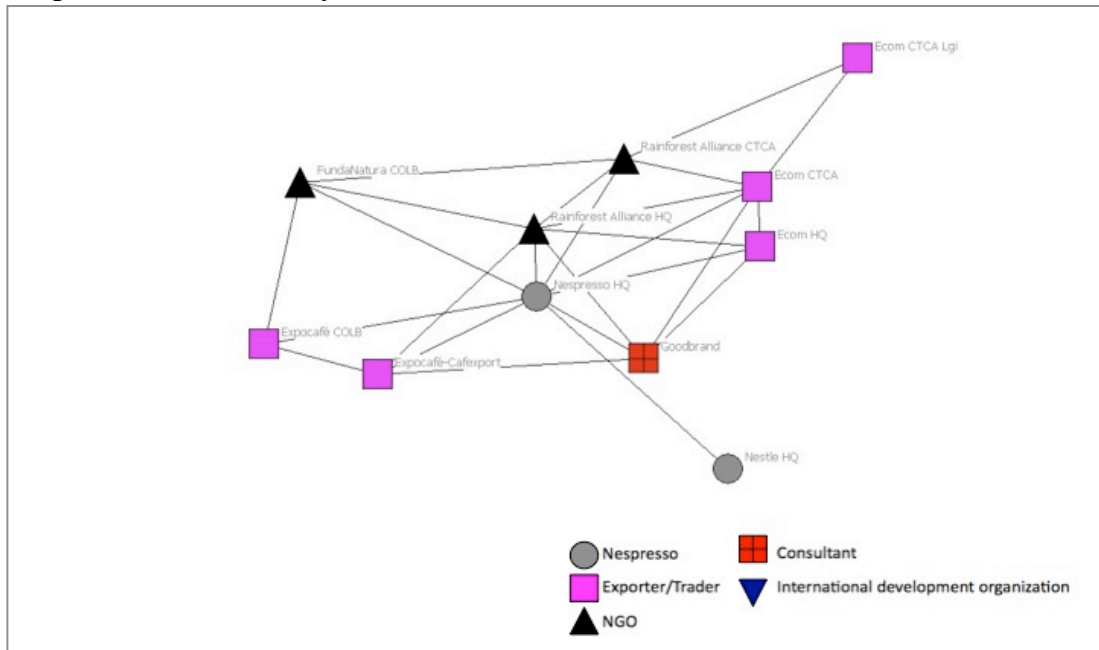 Ecom CTCA Lgi
Rainforest Alliance CTCA
FundaNatura COLB
Ecom CTCA
Rainforest Alliance HQ
Ecom HQ
Nespresso HQ
Expocafé COLB
Goodbrand
Expocafé-Cafexport
Nestle HQ
Nespresso
Consultant
Exporter/Trader
International development organization
NGO